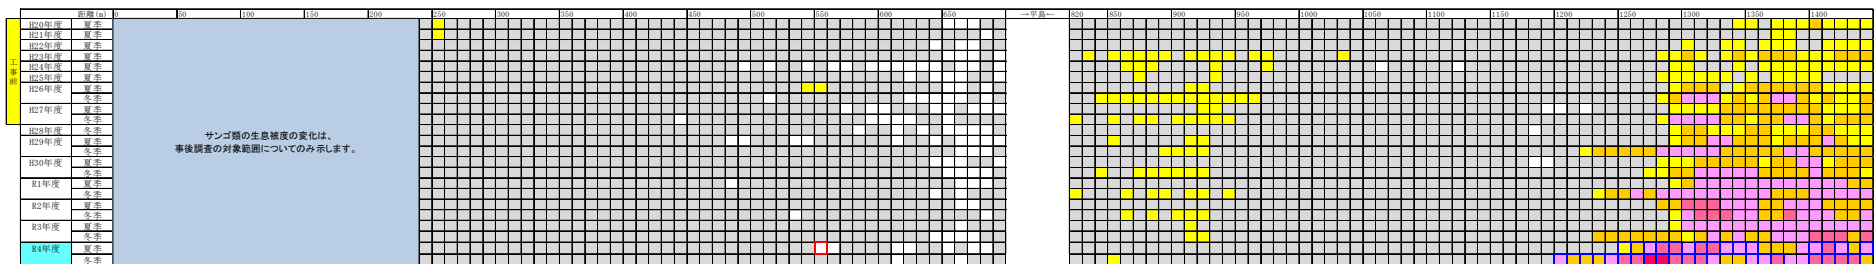 距離(m) 0 50 100 150 200 250 300 350 400 450 500 550 600 650 →平島← 820 850 900 950 1000 1050 1100 1150 1200 1250 1300 1350 1400
工事前
H20年度 夏季
H21年度 夏季
H22年度 夏季
H23年度 夏季
H24年度 夏季
H25年度 夏季
H26年度 夏季
冬季
H27年度 夏季
冬季
H28年度 冬季
H29年度 夏季
冬季
H30年度 夏季
冬季
R1年度 夏季
冬季
R2年度 夏季
冬季
R3年度 夏季
冬季
R4年度 夏季
冬季
サンゴ類の生息被度の変化は、
事後調査の対象範囲についてのみ示します。